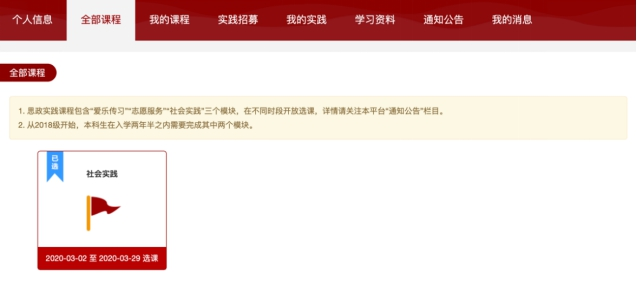 个人信息 全部课程 我的课程 实践招募 我的实践 学习资料 通知公告 我的消息
全部课程
1. 思政实践课程包含“爱乐传习”“志愿服务”“社会实践”三个模块，在不同时段开放选课，详情请关注本平台“通知公告”栏目。
2. 从2018级开始，本科生在入学两年半之内需要完成其中两个模块。
已选
社会实践
2020-03-02 至 2020-03-29 选课